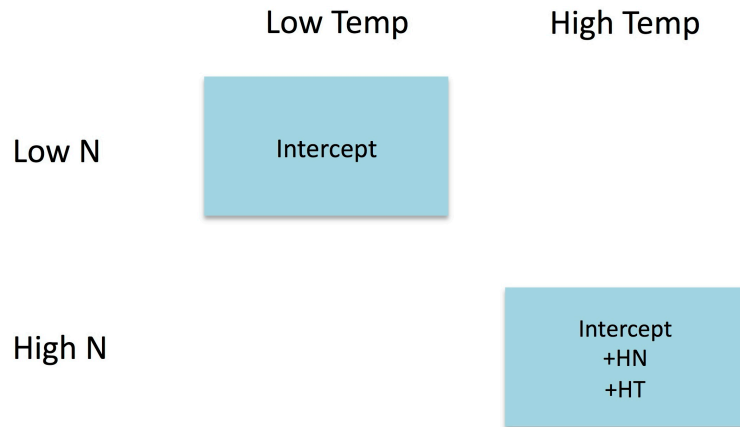 Low Temp High Temp
Low N Intercept
High N
Intercept
+HN
+HT